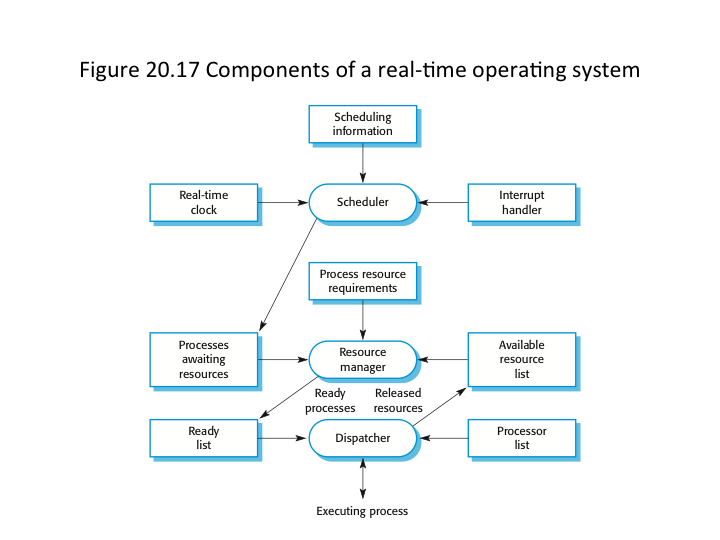 Figure 20.17 Components of a real-time operating system
Scheduling
information
Real-time
clock
Scheduler
Interrupt
handler
Process resource
requirements
Processes
awaiting
resources
Resource
manager
Available
resource
list
Ready
processes
Released
resources
Ready
list
Dispatcher
Processor
list
Executing process